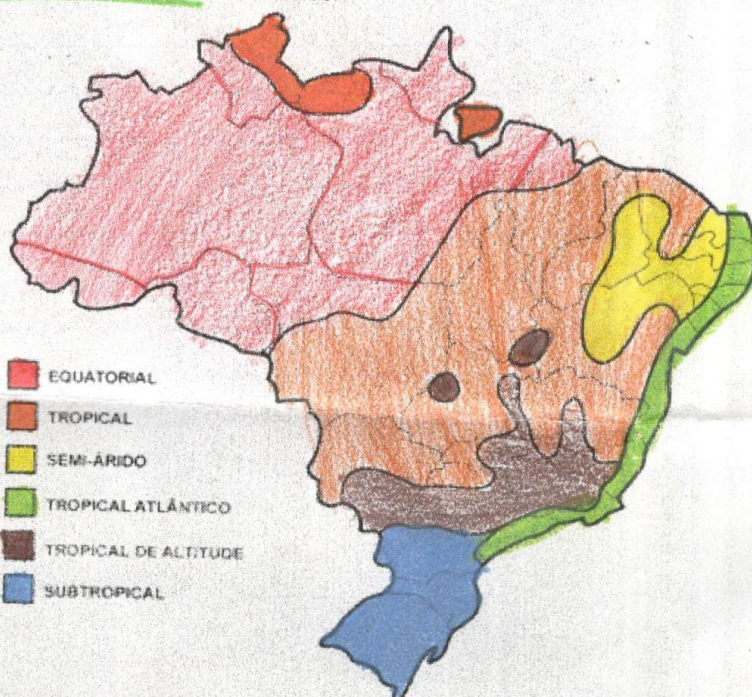 EQUATORIAL
TROPICAL
SEMI-ÁRIDO
TROPICAL ATLÂNTICO
TROPICAL DE ALTITUDE
SUBTROPICAL